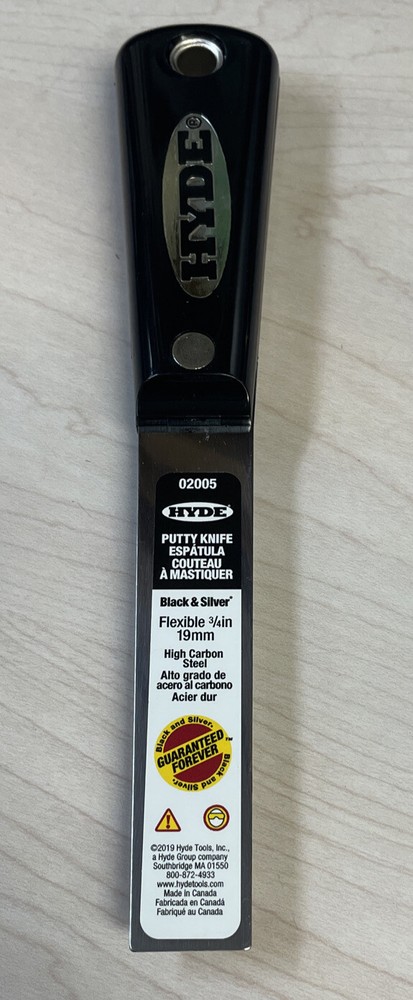 HYDE®
02005
HYDE®
PUTTY KNIFE
ESPÁTULA
COUTEAU
À MASTIQUER
Black & Silver®
Flexible 3/4in
19mm
High Carbon
Steel
Alto grado de
acero al carbono
Acier dur
Black and Silver™
GUARANTEED
FOREVER
Black and Silver™
©2019 Hyde Tools, Inc.,
a Hyde Group company
Southbridge MA 01550
800-872-4933
www.hydetools.com
Made in Canada
Fabricada en Canadá
Fabriqué au Canada